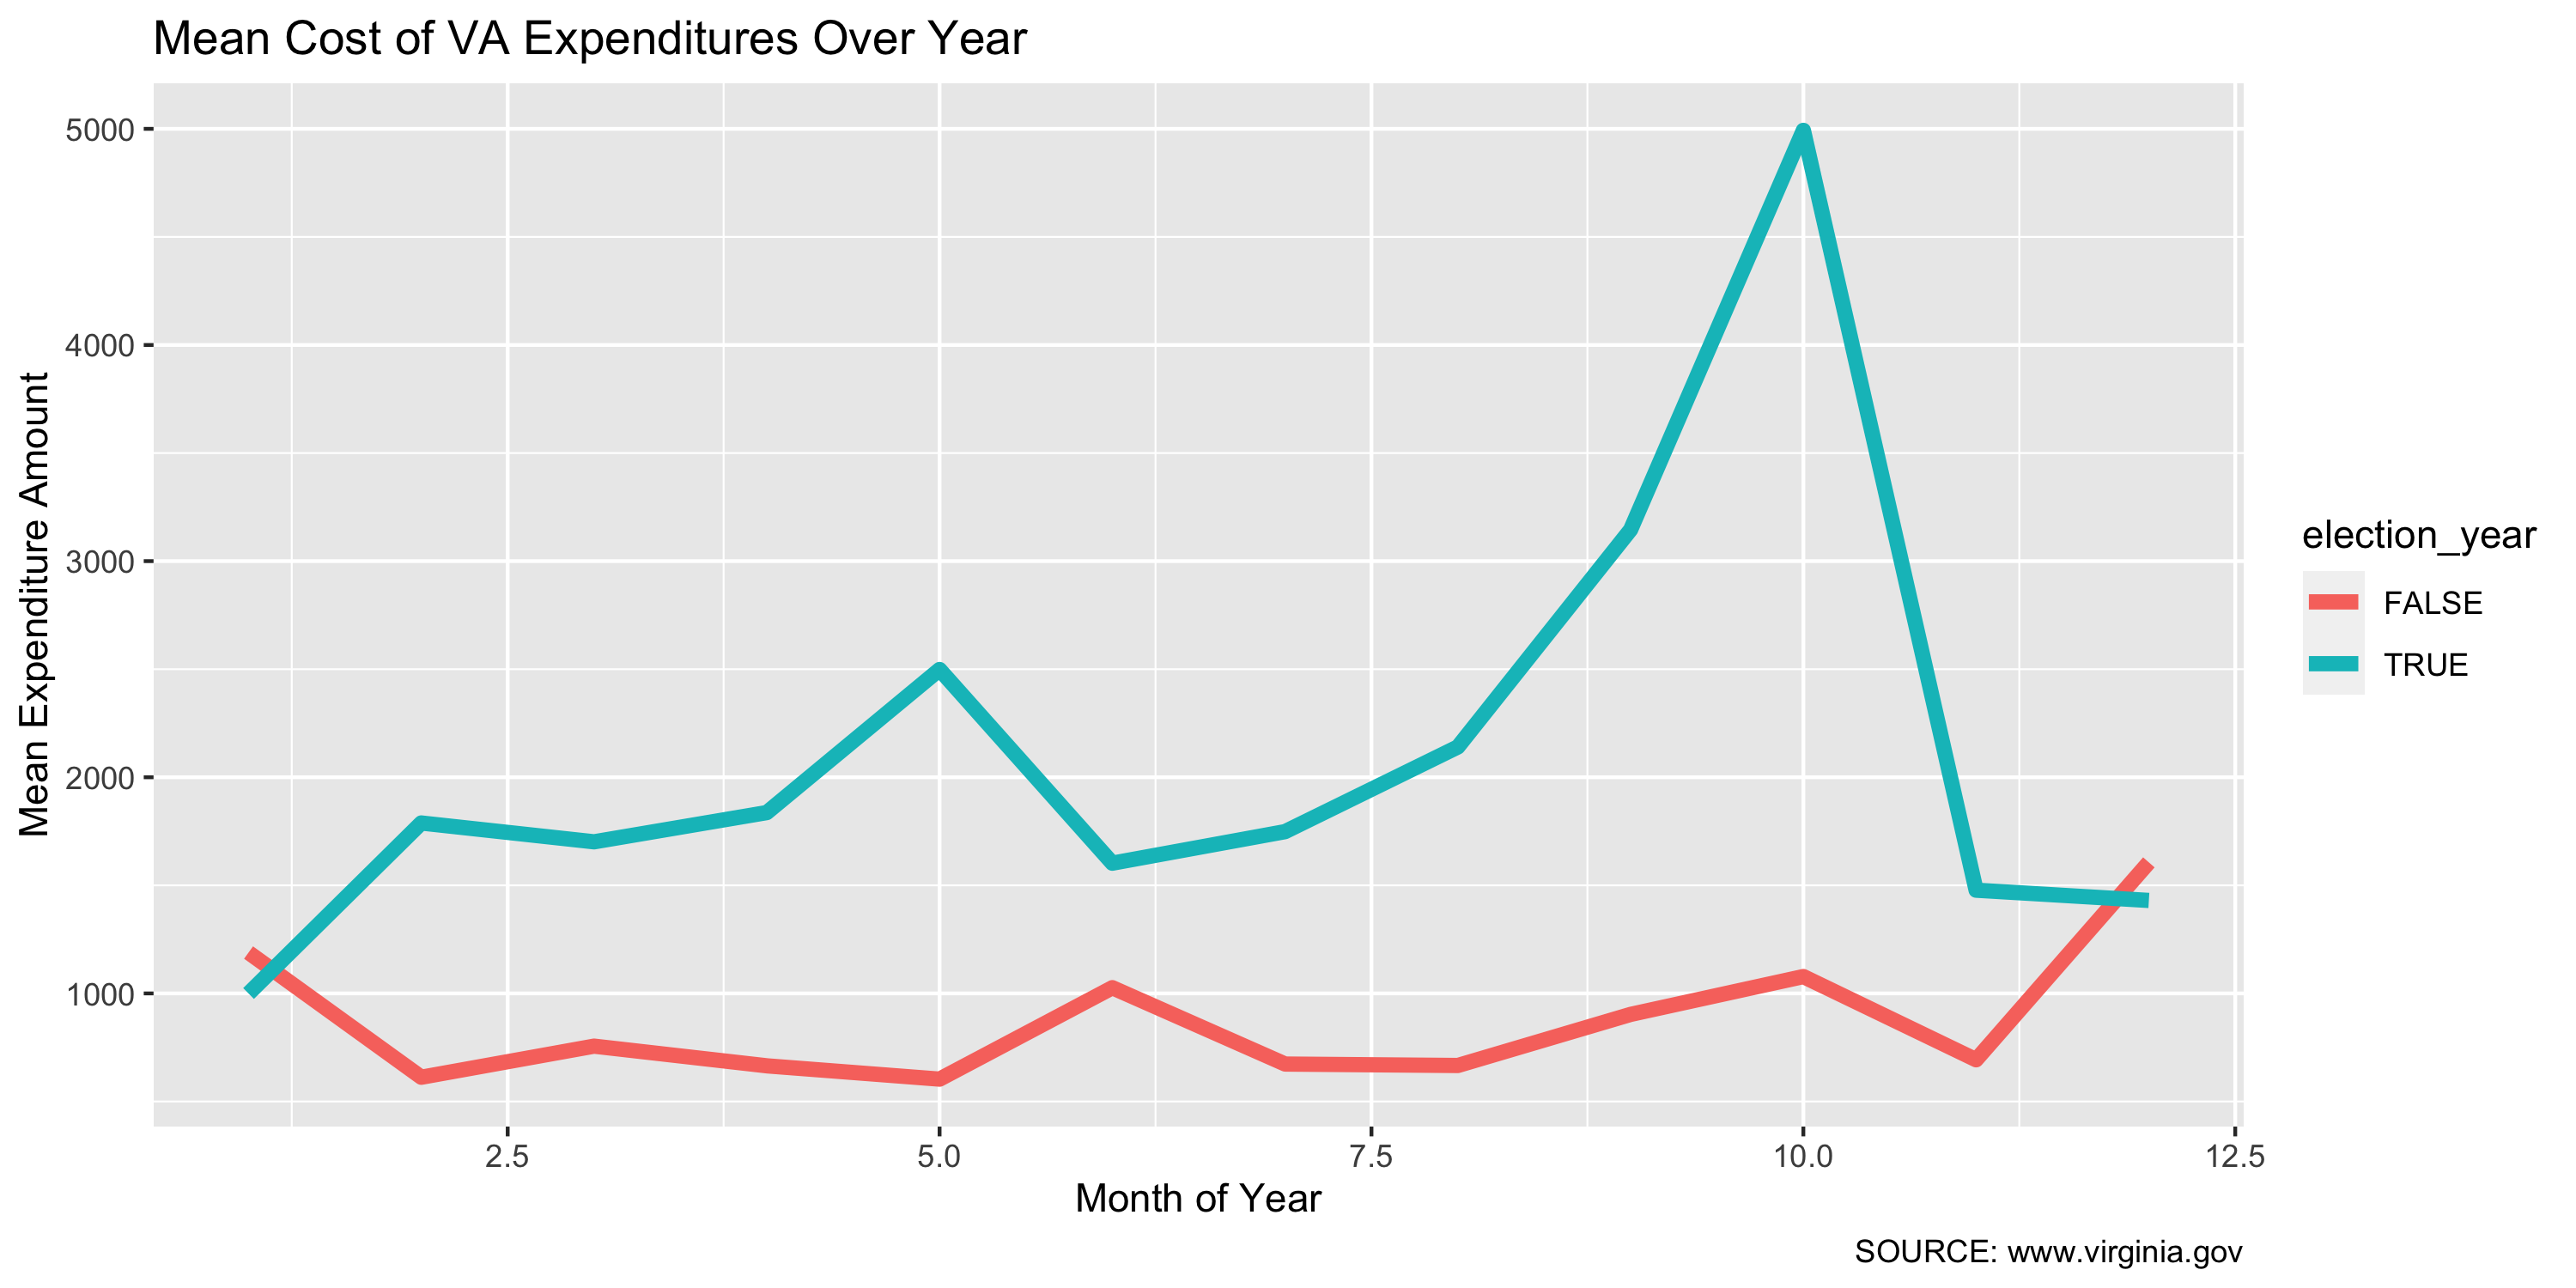 Mean Cost of VA Expenditures Over Year
Mean Expenditure Amount
5000
4000
3000
2000
1000
2.5
5.0
7.5
10.0
12.5
Month of Year
election_year
FALSE
TRUE
SOURCE: www.virginia.gov